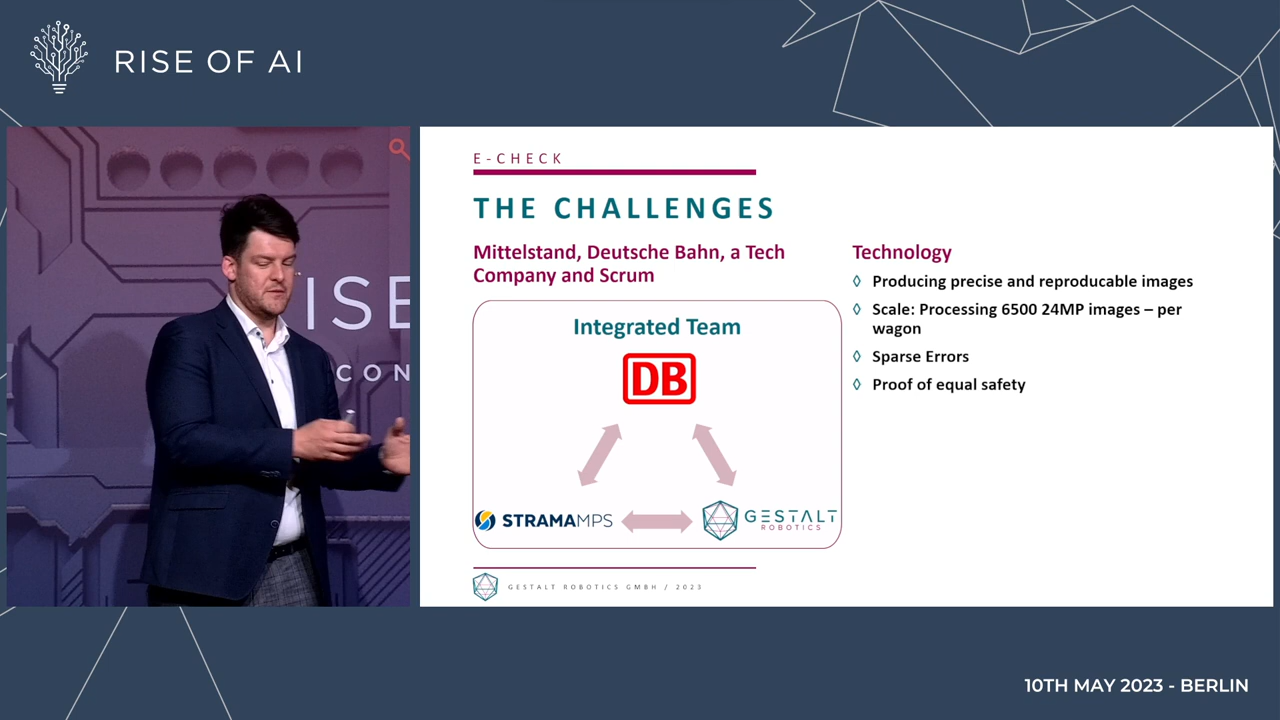 RISE OF AI
ISE
CON
E-CHECK
THE CHALLENGES
Mittelstand, Deutsche Bahn, a Tech
Company and Scrum
Integrated Team
DB
STRAMAMPS
GESTALT
ROBOTICS
Technology
Producing precise and reproducable images
Scale: Processing 6500 24MP images – per
wagon
Sparse Errors
Proof of equal safety
GESTALT ROBOTICS GMBH / 2023
10TH MAY 2023 - BERLIN